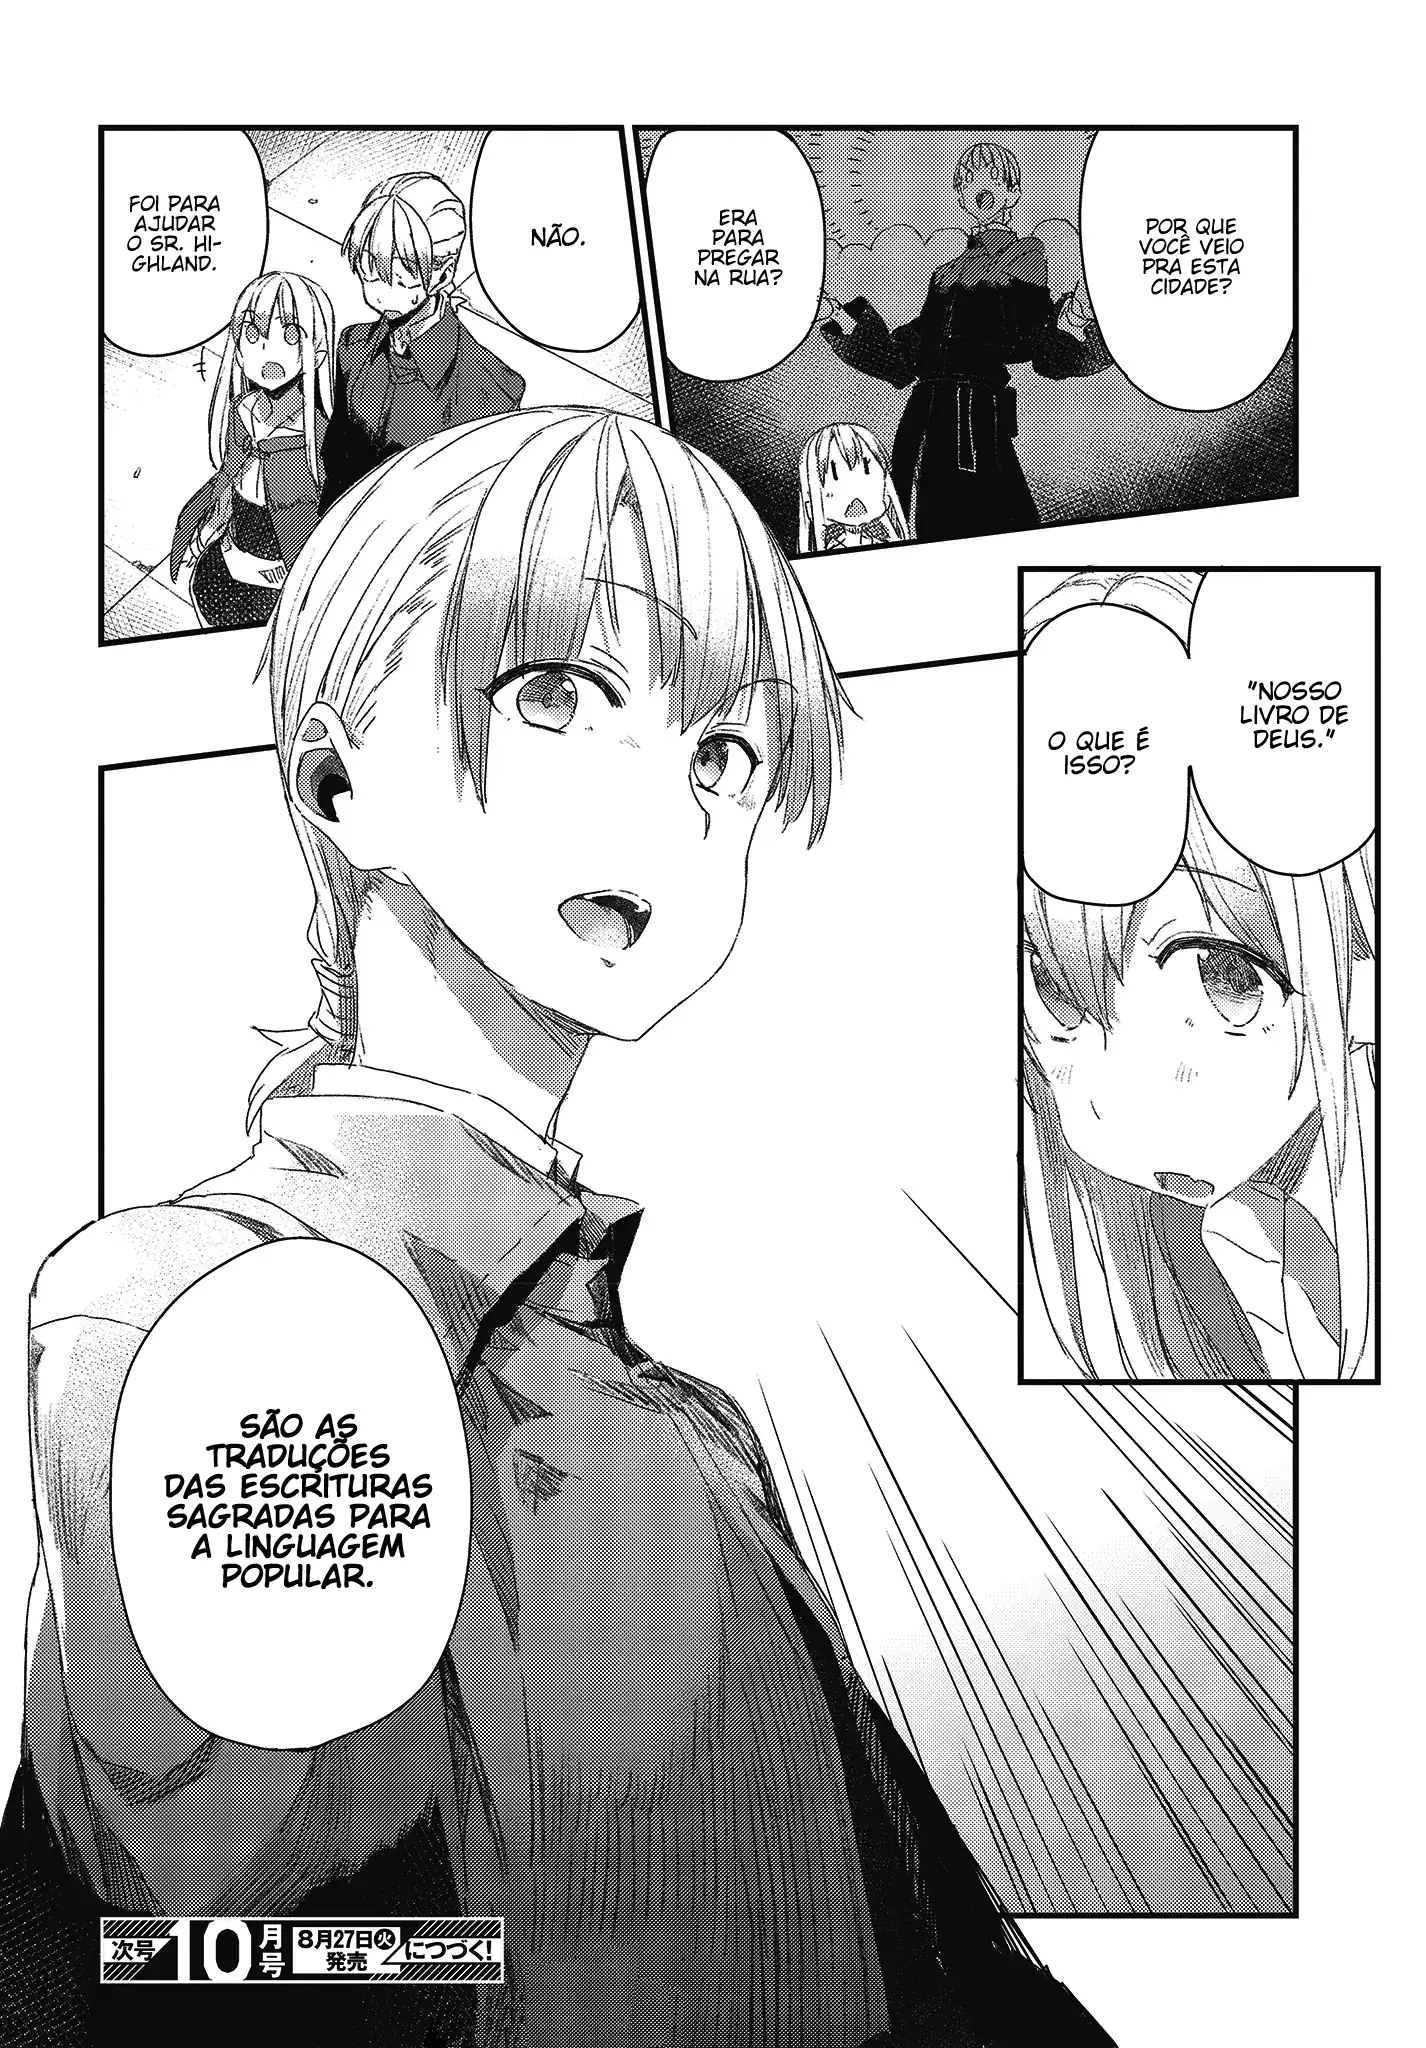 POR QUE
VOCÊ VEIO
PRA ESTA
CIDADE?
ERA
PARA
PREGAR
NA RUA?
NÃO.
FOI PARA
AJUDAR
O SR. HI-
GHLAND.
"NOSSO
LIVRO DE
DEUS."
O QUE É
ISSO?
SÃO AS
TRADUÇÕES
DAS ESCRITURAS
SAGRADAS PARA
A LINGUAGEM
POPULAR.
次号10月号 8月27日㊋発売 につづく!